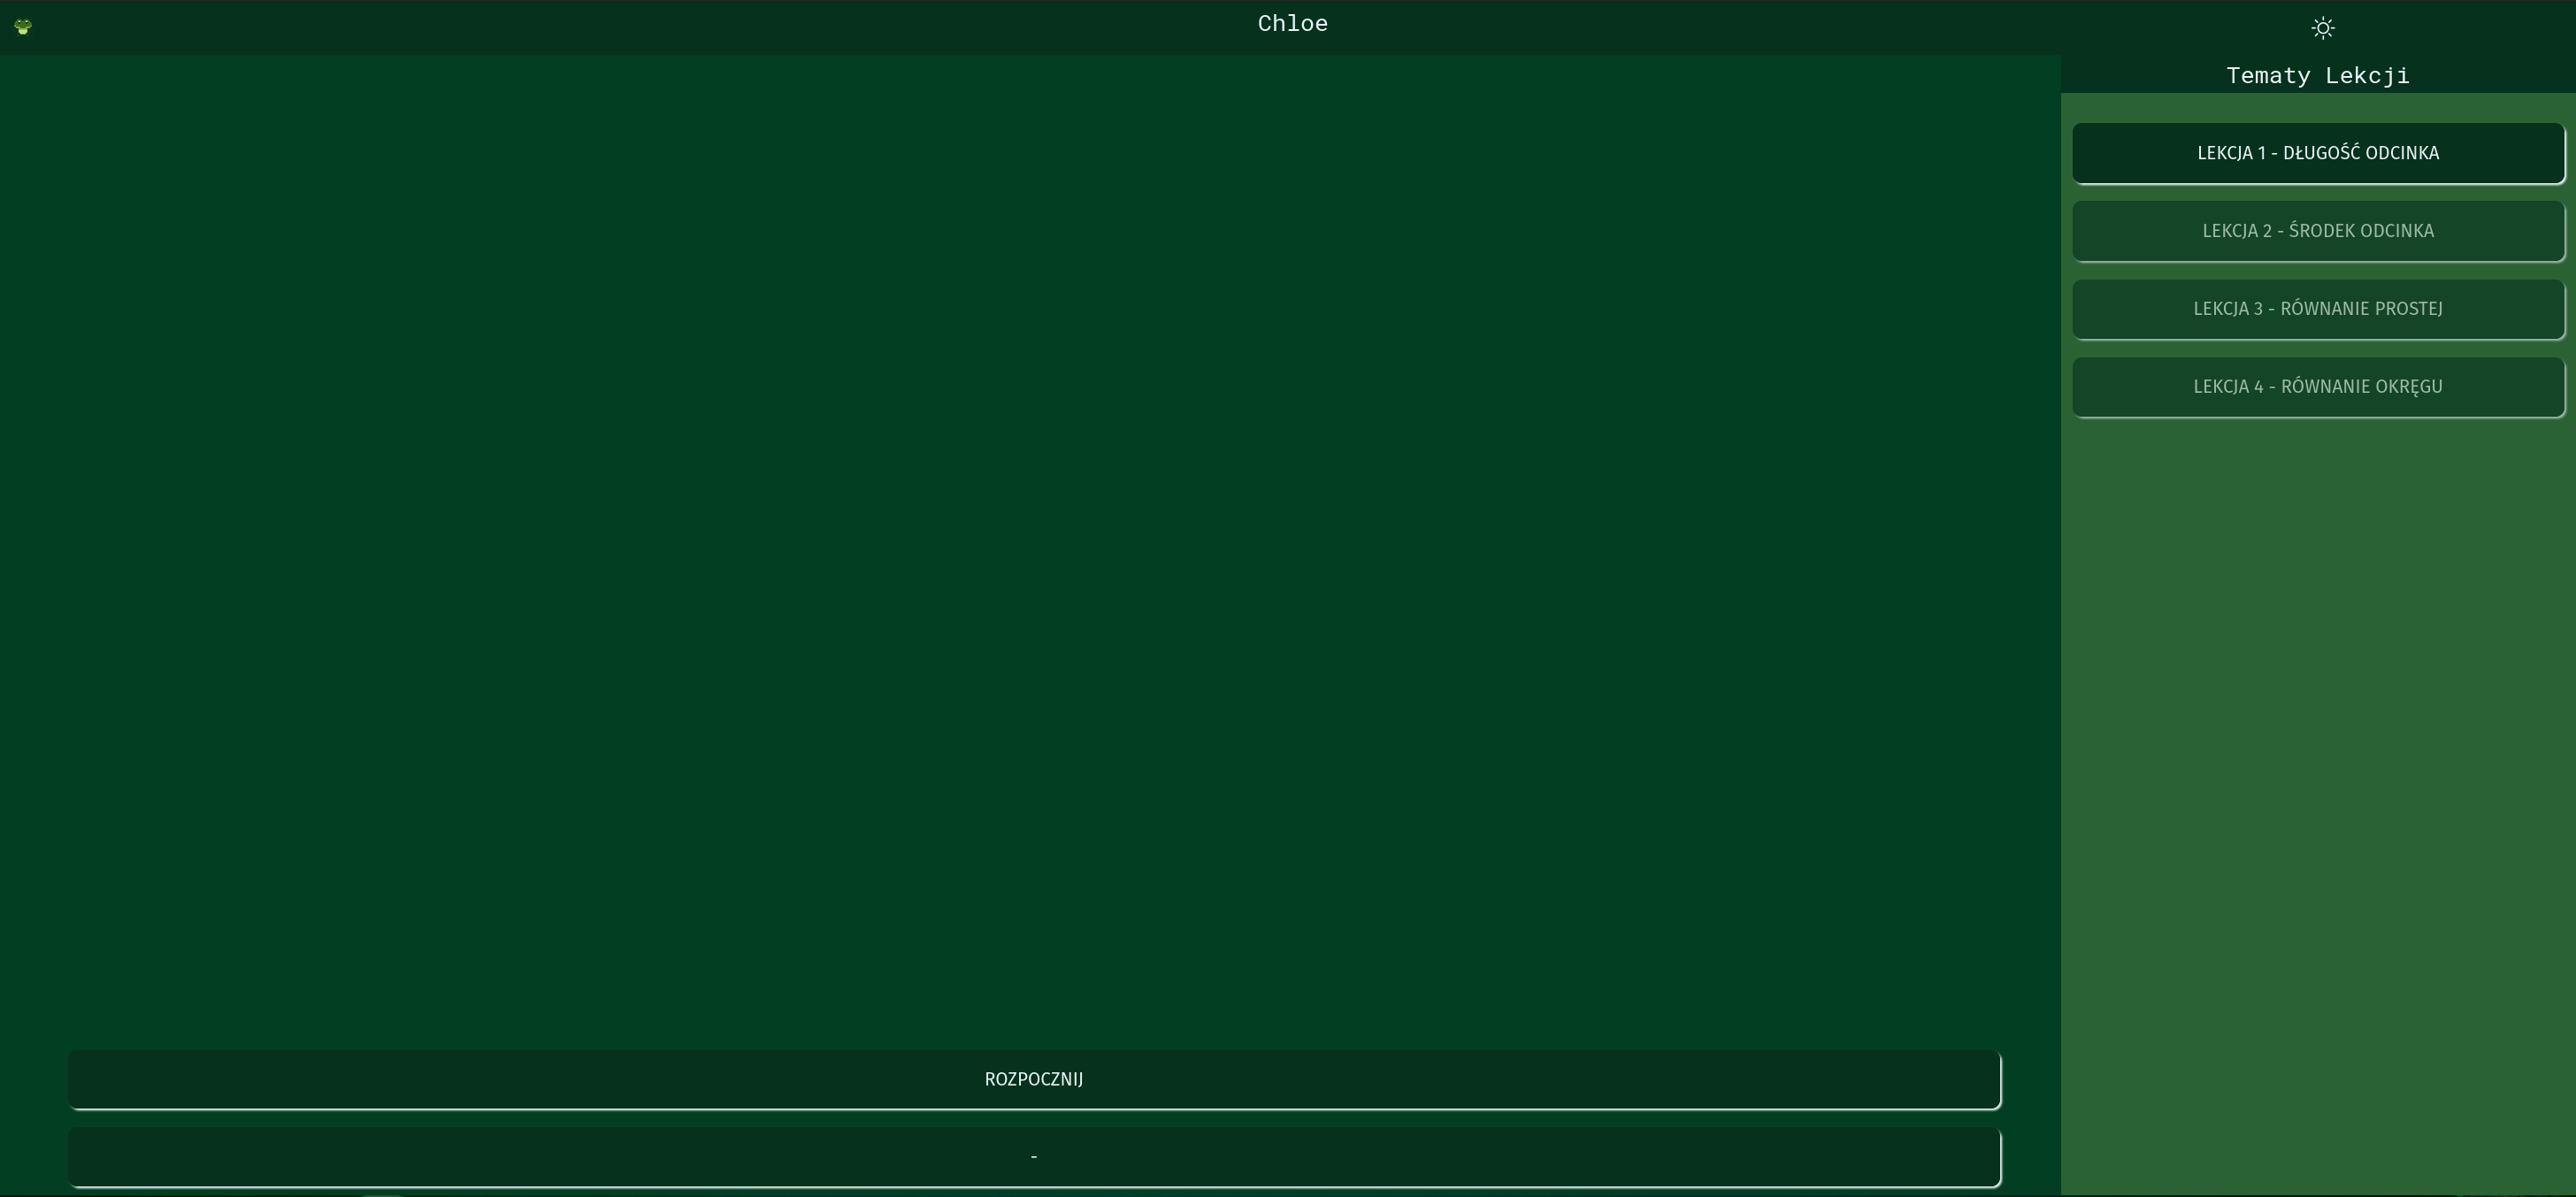 Chloe
Tematy Lekcji
LEKCJA 1 - DŁUGOŚĆ ODCINKA
LEKCJA 2 - ŚRODEK ODCINKA
LEKCJA 3 - RÓWNANIE PROSTEJ
LEKCJA 4 - RÓWNANIE OKRĘGU
ROZPOCZNIJ
-